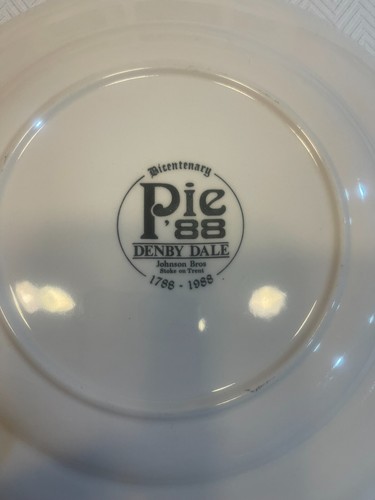 Bicentenary
Pie
'88
DENBY DALE
Johnson Bros
Stoke on Trent
1788 - 1988